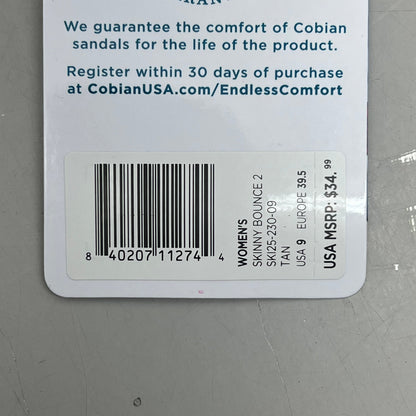 We guarantee the comfort of Cobian
sandals for the life of the product.
Register within 30 days of purchase
at CobianUSA.com/EndlessComfort
8 40207 11274 4
WOMEN'S
SKINNY BOUNCE 2
SKI25-230-09
TAN
USA 9 EUROPE 39.5
USA MSRP: $34.99